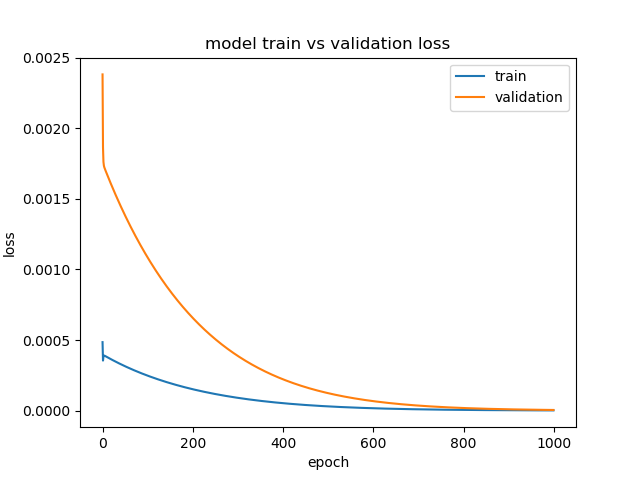 model train vs validation loss
train
validation
loss
0.0025
0.0020
0.0015
0.0010
0.0005
0.0000
0 200 400 600 800 1000
epoch